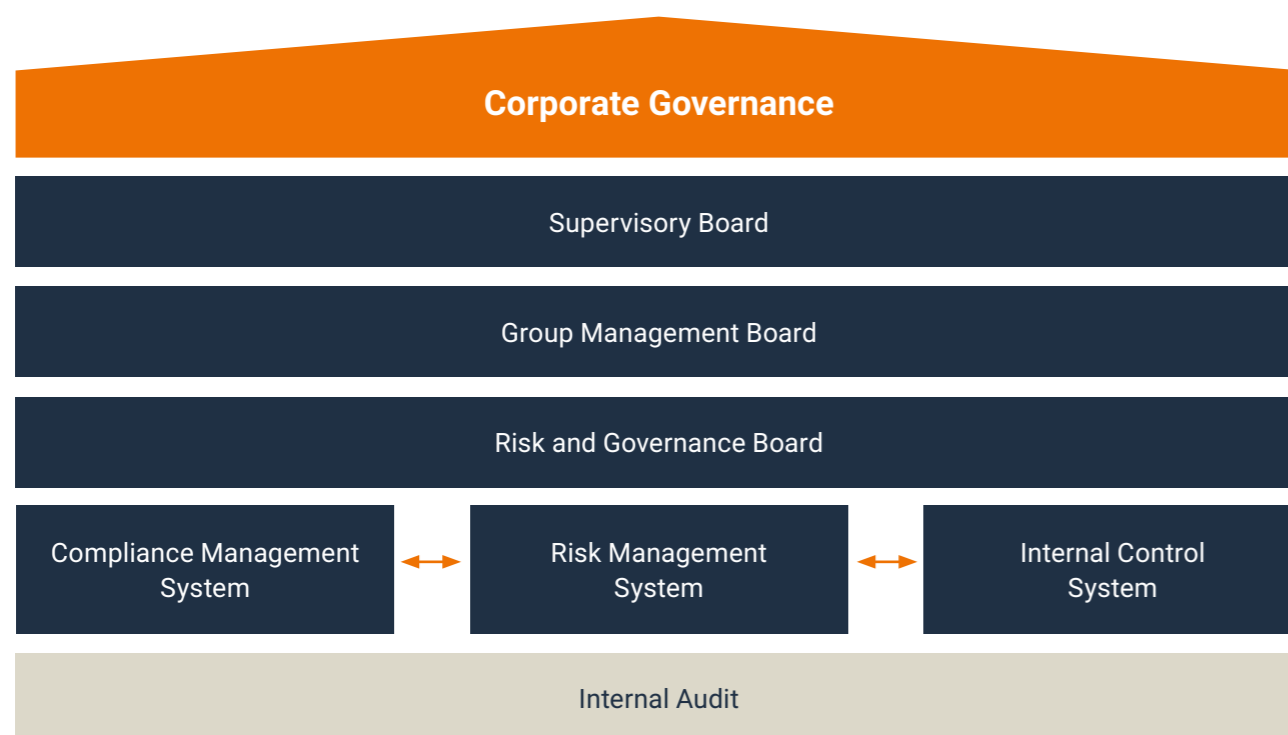 Corporate Governance
Supervisory Board
Group Management Board
Risk and Governance Board
Compliance Management
System
Risk Management
System
Internal Control
System
Internal Audit